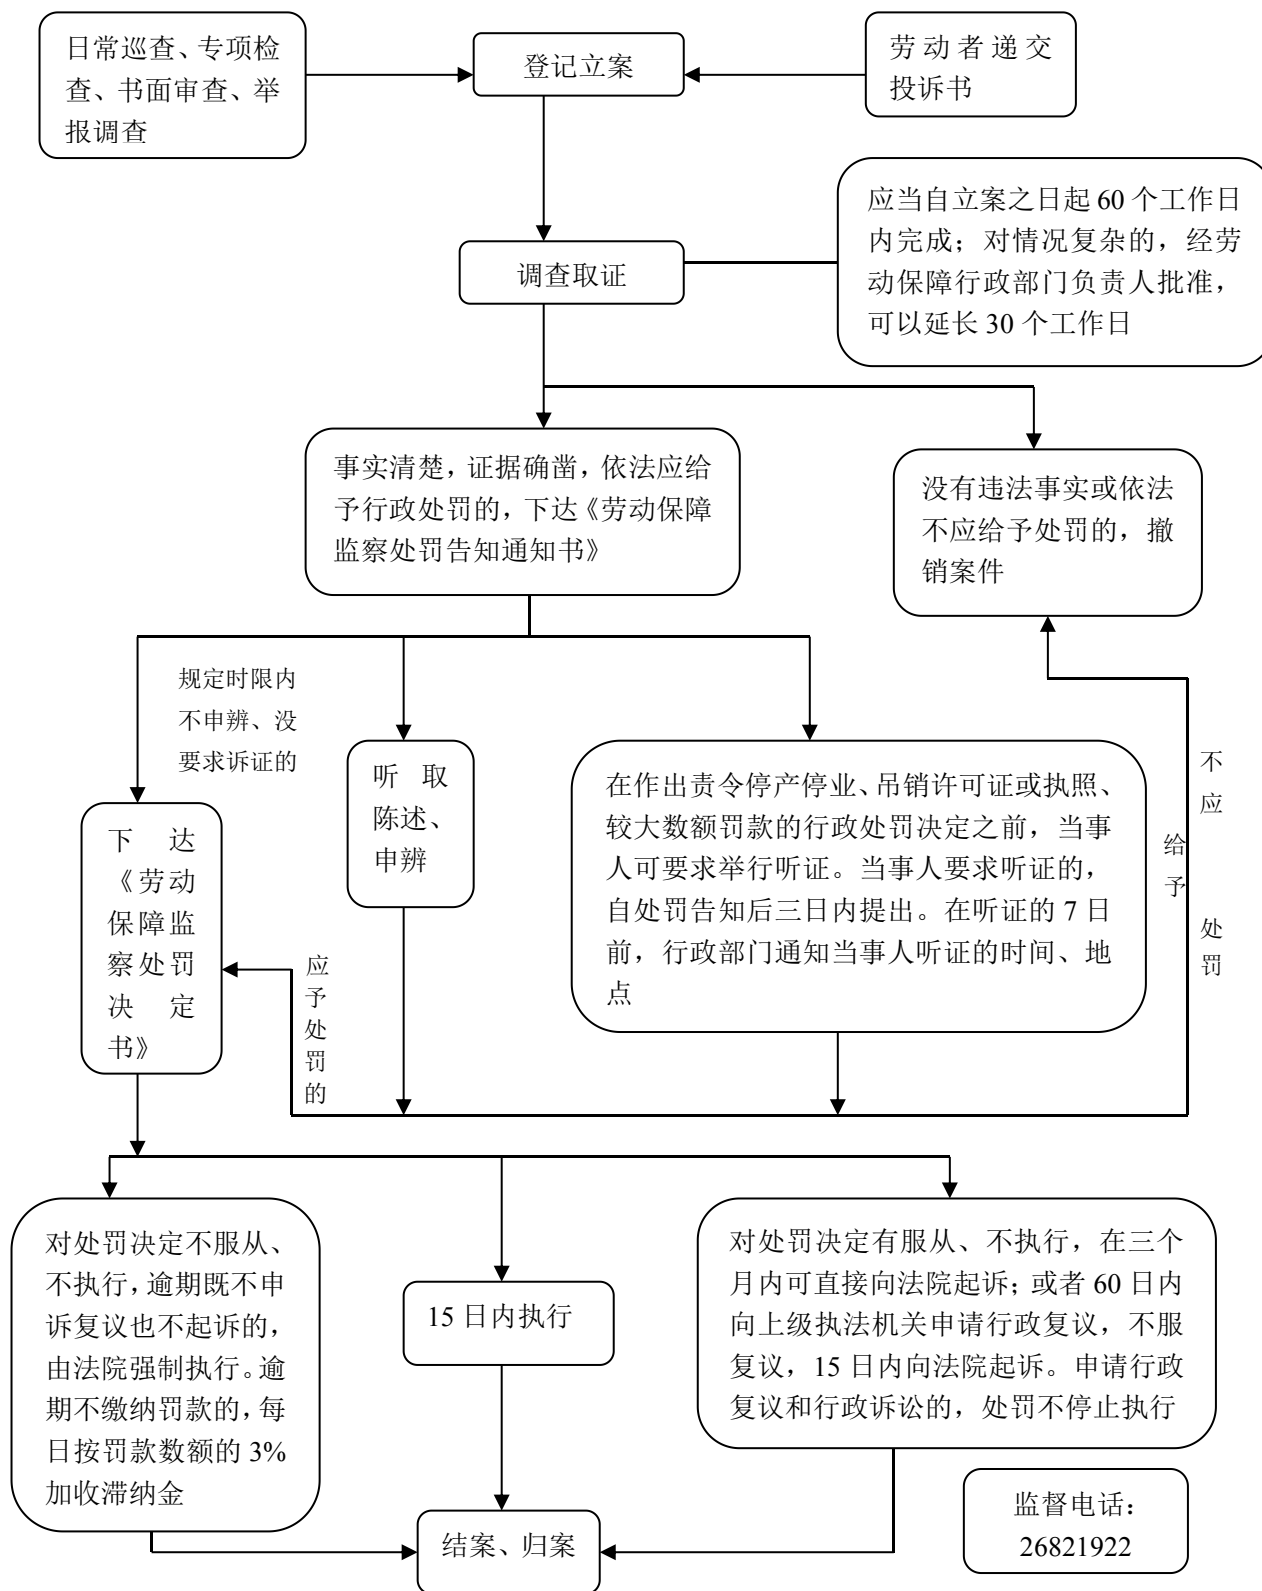 日常巡查、专项检
查、书面审查、举
报调查
登记立案
劳动者递交
投诉书
应当自立案之日起 60 个工作日
内完成；对情况复杂的，经劳
动保障行政部门负责人批准，
可以延长 30 个工作日
调查取证
事实清楚，证据确凿，依法应给
予行政处罚的，下达《劳动保障
监察处罚告知通知书》
没有违法事实或依法
不应给予处罚的，撤
销案件
规定时限内
不申辨、没
要求诉证的
听取
陈述、
申辨
在作出责令停产停业、吊销许可证或执照、
较大数额罚款的行政处罚决定之前，当事
人可要求举行听证。当事人要求听证的，
自处罚告知后三日内提出。在听证的 7 日
前，行政部门通知当事人听证的时间、地
点
不应
给予
处罚
下达
《劳动
保障监
察处罚
决定
书》
应予处罚的
对处罚决定不服从、
不执行，逾期既不申
诉复议也不起诉的，
由法院强制执行。逾
期不缴纳罚款的，每
日按罚款数额的 3%
加收滞纳金
15 日内执行
对处罚决定有服从、不执行，在三个
月内可直接向法院起诉；或者 60 日内
向上级执法机关申请行政复议，不服
复议，15 日内向法院起诉。申请行政
复议和行政诉讼的，处罚不停止执行
结案、归案
监督电话：
26821922